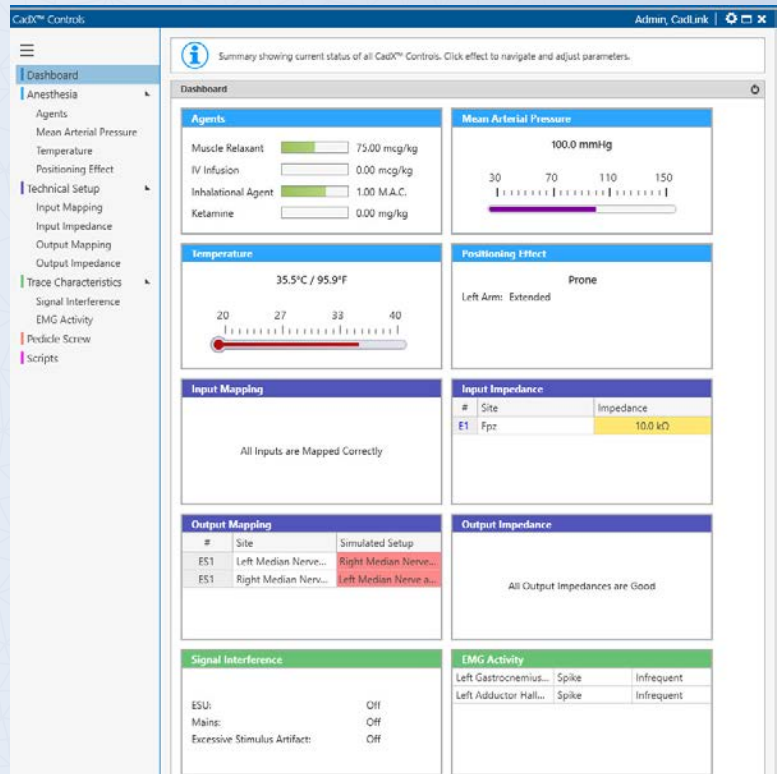 CadX™ Controls
Admin, CadLink
Summary showing current status of all CadX™ Controls. Click effect to navigate and adjust parameters.
Dashboard
Anesthesia
Agents
Mean Arterial Pressure
Temperature
Positioning Effect
Technical Setup
Input Mapping
Input Impedance
Output Mapping
Output Impedance
Trace Characteristics
Signal Interference
EMG Activity
Pedicle Screw
Scripts
Dashboard
Agents
Muscle Relaxant 75.00 mcg/kg
IV Infusion 0.00 mcg/kg
Inhalational Agent 1.00 M.A.C.
Ketamine 0.00 mg/kg
Mean Arterial Pressure
100.0 mmHg
30 70 110 150
Temperature
35.5°C / 95.9°F
20 27 33 40
Positioning Effect
Prone
Left Arm: Extended
Input Mapping
All Inputs are Mapped Correctly
Input Impedance
# Site Impedance
E1 Fpz 10.0 kΩ
Output Mapping
# Site Simulated Setup
ES1 Left Median Nerve... Right Median Nerve...
ES1 Right Median Nerv... Left Median Nerve a...
Output Impedance
All Output Impedances are Good
Signal Interference
ESU: Off
Mains: Off
Excessive Stimulus Artifact: Off
EMG Activity
Left Gastrocnemius... Spike Infrequent
Left Adductor Hall... Spike Infrequent